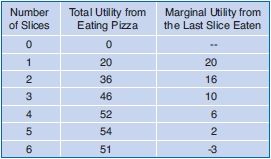 Number of Slices Total Utility from Eating Pizza Marginal Utility from the Last Slice Eaten
0 0 --
1 20 20
2 36 16
3 46 10
4 52 6
5 54 2
6 51 -3